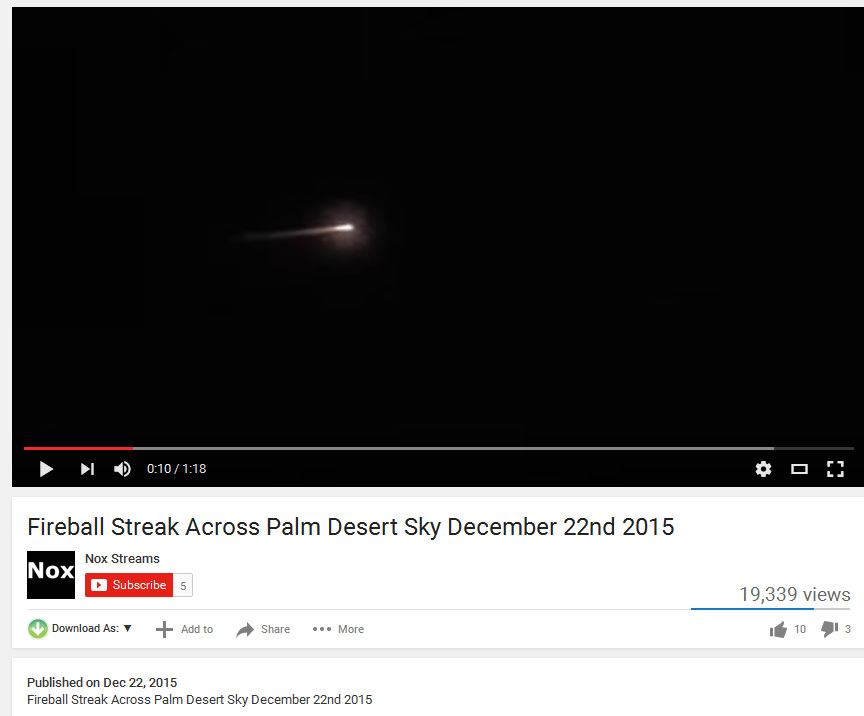 0:10 / 1:18
Fireball Streak Across Palm Desert Sky December 22nd 2015
Nox
Nox Streams
Subscribe 5
19,339 views
Download As: ▼ Add to Share More 10 3
Published on Dec 22, 2015
Fireball Streak Across Palm Desert Sky December 22nd 2015